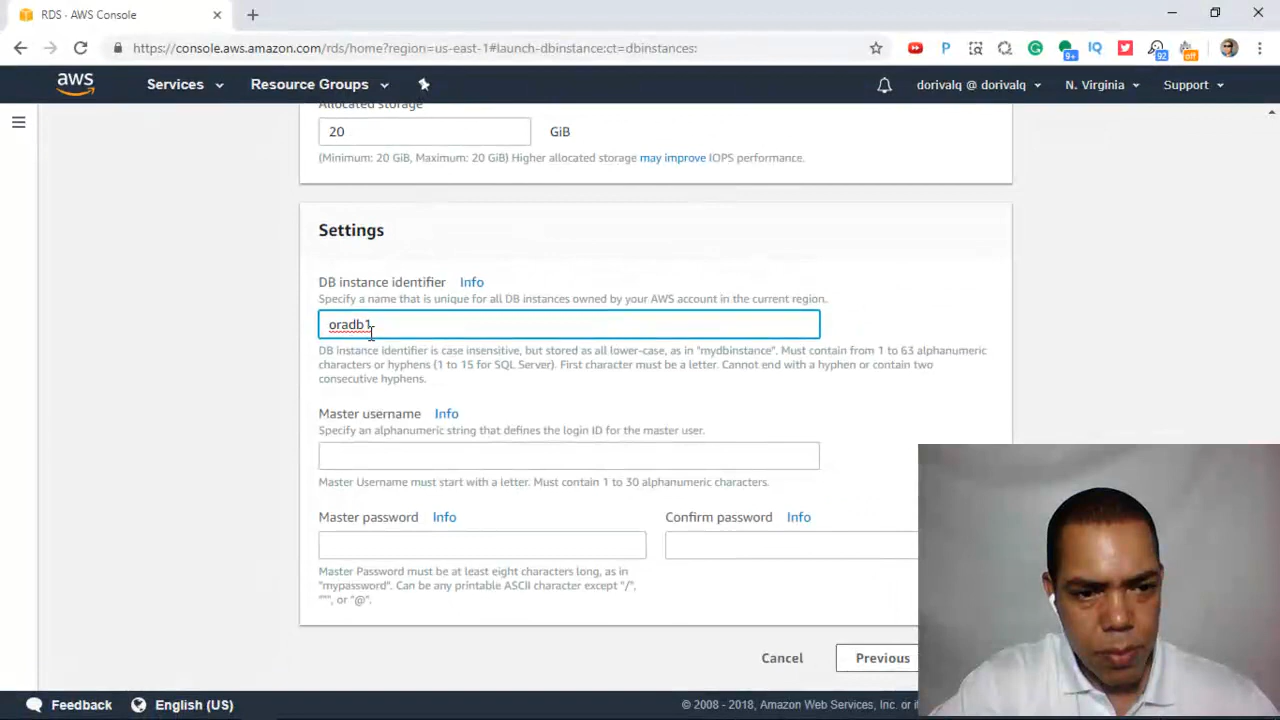 RDS · AWS Console
https://console.aws.amazon.com/rds/home?region=us-east-1#launch-dbinstance:ct=dbinstances:
P
IQ
9+
92
off
aws
Services
Resource Groups
dorivalq @ dorivalq
N. Virginia
Support
Allocated storage
20
GiB
(Minimum: 20 GiB, Maximum: 20 GiB) Higher allocated storage may improve IOPS performance.
Settings
DB instance identifier Info
Specify a name that is unique for all DB instances owned by your AWS account in the current region.
oradb1
DB instance identifier is case insensitive, but stored as all lower-case, as in "mydbinstance". Must contain from 1 to 63 alphanumeric
characters or hyphens (1 to 15 for SQL Server). First character must be a letter. Cannot end with a hyphen or contain two
consecutive hyphens.
Master username Info
Specify an alphanumeric string that defines the login ID for the master user.
Master Username must start with a letter. Must contain 1 to 30 alphanumeric characters.
Master password Info
Confirm password Info
Master Password must be at least eight characters long, as in
"mypassword". Can be any printable ASCII character except "/",
""", or "@".
Cancel
Previous
Feedback
English (US)
© 2008 - 2018, Amazon Web Services, Inc. or